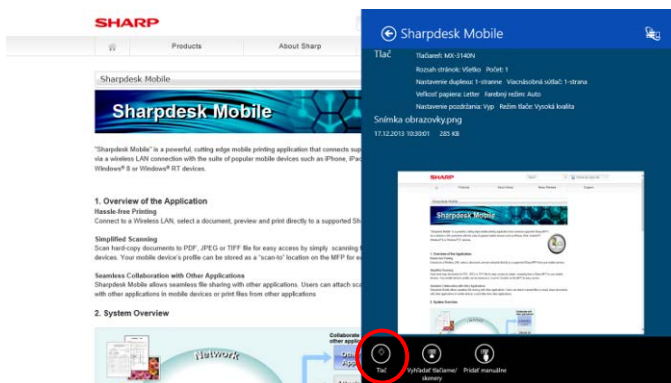 SHARP
Products
About Sharp
Sharpdesk Mobile
Sharpdesk Mobile
"Sharpdesk Mobile" is a powerful, cutting edge mobile printing application that connects sup
via a wireless LAN connection with the suite of popular mobile devices such as iPhone, iPad
Windows® 8 or Windows® RT devices.
1. Overview of the Application
Hassle-free Printing
Connect to a Wireless LAN, select a document, preview and print directly to a supported Sh
Simplified Scanning
Scan hard-copy documents to PDF, JPEG or TIFF file for easy access by simply scanning
devices. Your mobile device's profile can be stored as a "scan-to" location on the MFP for e
Seamless Collaboration with Other Applications
Sharpdesk Mobile allows seamless file sharing with other applications. Users can attach sca
with other applications in mobile devices or print files from other applications
2. System Overview
Network
Collaborate
other applic
Sharpdesk Mobile
Tlač
Tlačiareň: MX-3140N
Rozsah stránok: Všetko Počet: 1
Nastavenie duplexu: 1-stranne Viacnásobná sútlač: 1-strana
Veľkosť papiera: Letter Farebný režim: Auto
Nastavenie pozdržania: Vyp Režim tlače: Vysoká kvalita
Snímka obrazovky.png
17.12.2013 10:30:01 285 KB
SHARP
Sharpdesk Mobile
Tlač
Vyhľadať tlačiarne/
skenery
Pridať manuálne